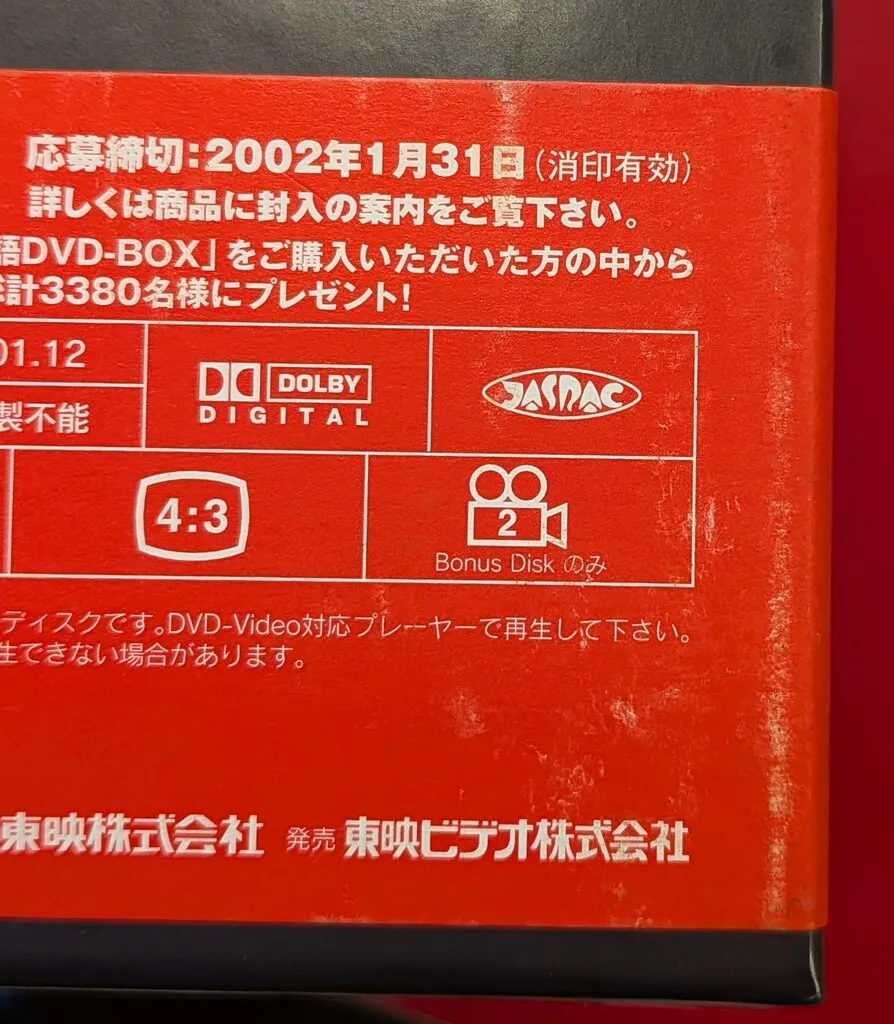 応募締切:2002年1月31日(消印有効)
詳しくは商品に封入の案内をご覧下さい。
語DVD-BOX」をご購入いただいた方の中から
計3380名様にプレゼント!
01.12
DOLBY
DIGITAL
JASRAC
製不能
4:3
2
Bonus Disk のみ
ディスクです。DVD-Video対応プレーヤーで再生して下さい。
生できない場合があります。
東映株式会社 発売 東映ビデオ株式会社